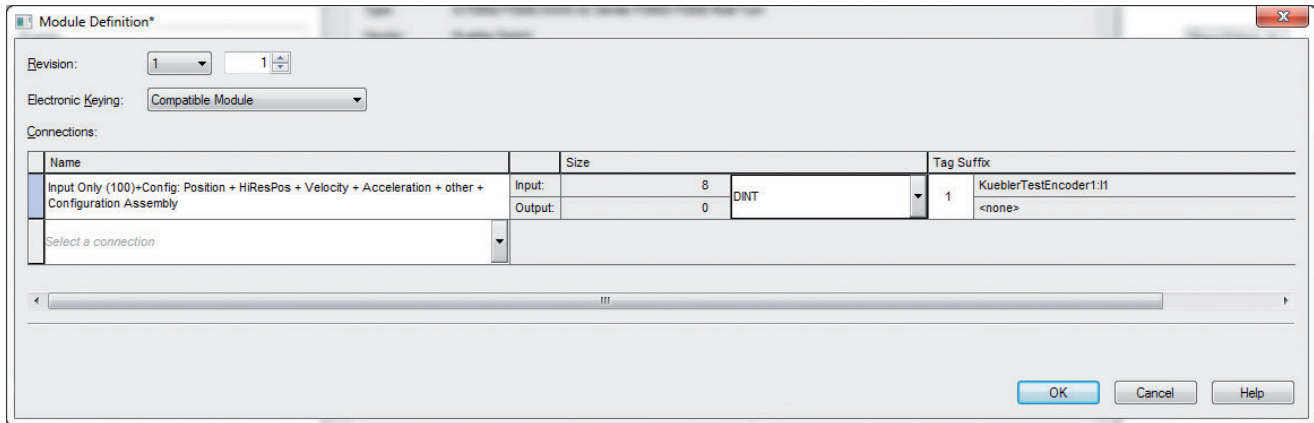 Module Definition*
Revision: 1 1
Electronic Keying: Compatible Module
Connections:
Name Size Tag Suffix
Input Only (100)+Config: Position + HiResPos + Velocity + Acceleration + other +
Configuration Assembly
Input: 8 DINT 1 KueblerTestEncoder1:I1
Output: 0 <none>
Select a connection
OK Cancel Help